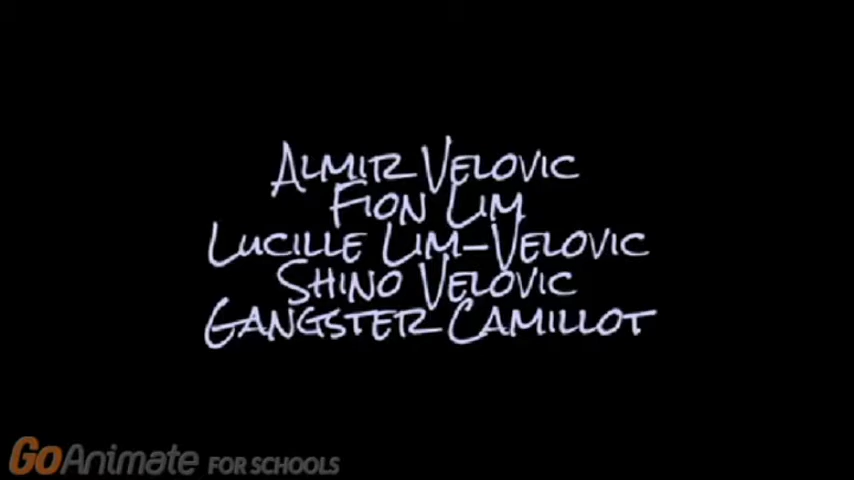 Almir Velovic
Fion Lim
Lucille Lim-Velovic
Shino Velovic
Gangster Camillot
GoAnimate FOR SCHOOLS